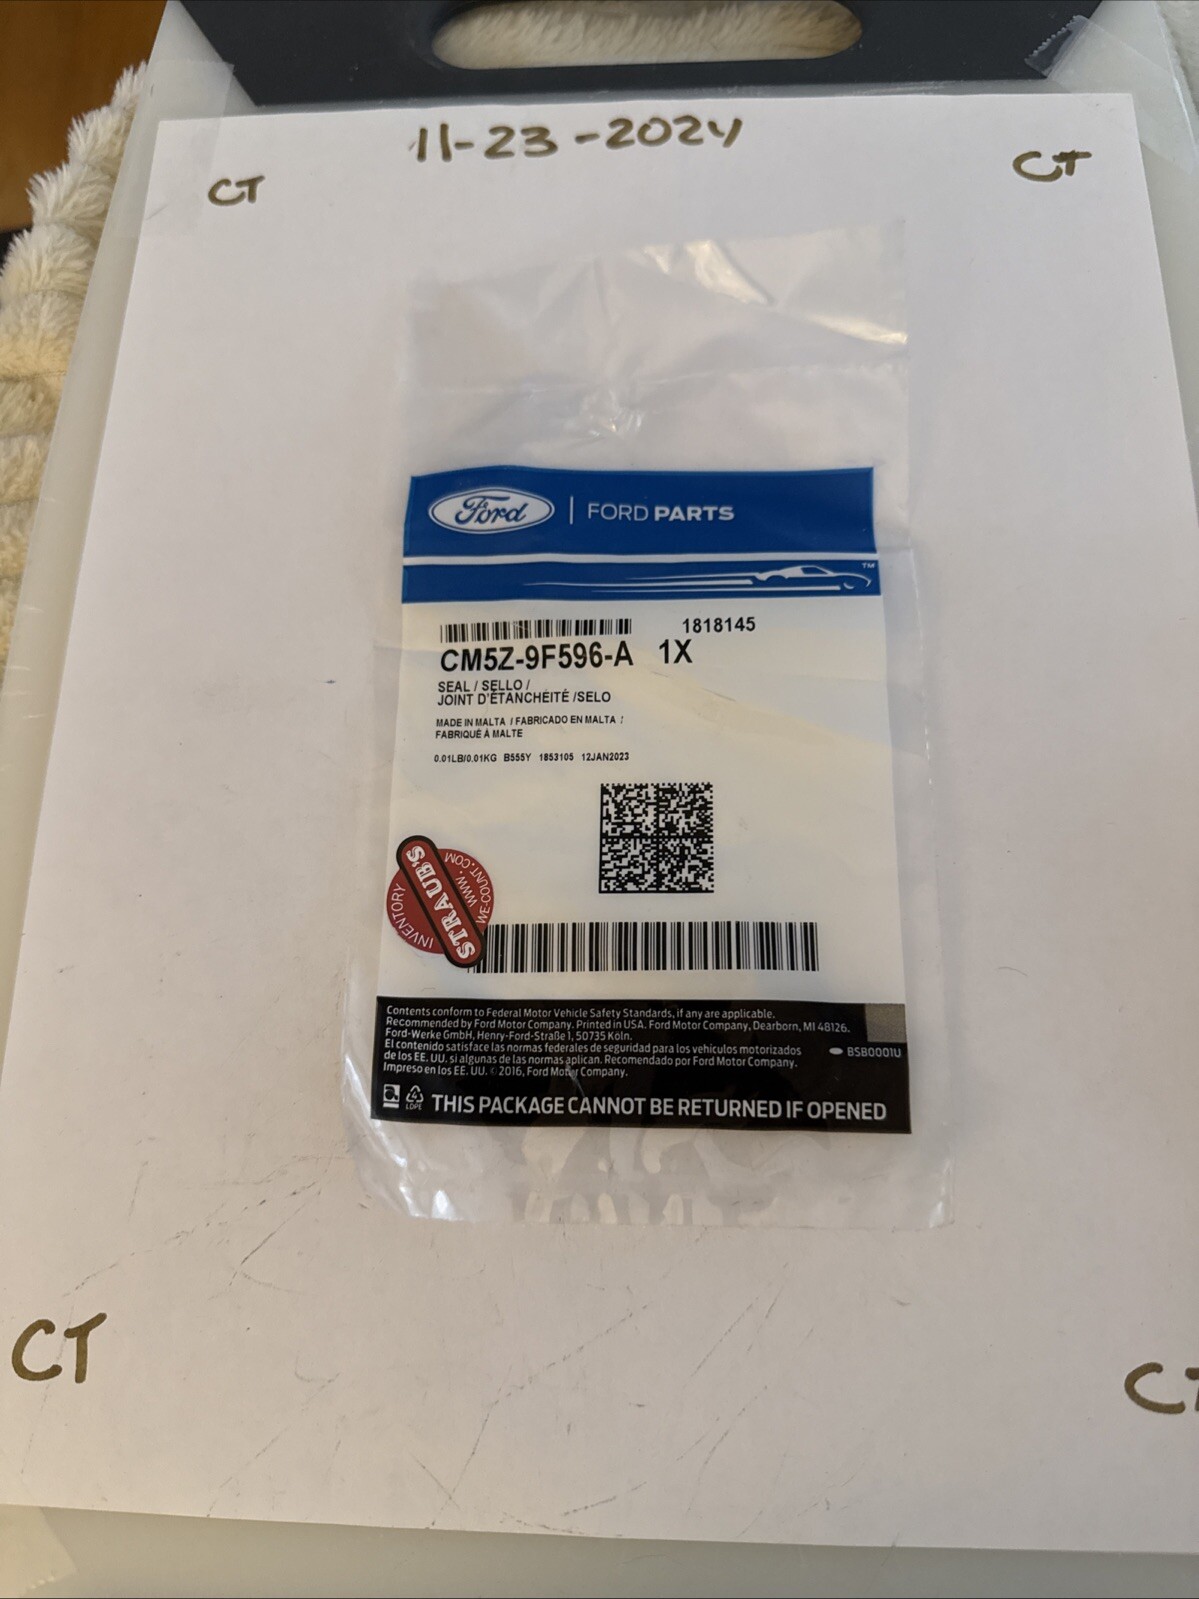 11-23-2024
CT CT
Ford | FORD PARTS
TM
1818145
CM5Z-9F596-A 1X
SEAL / SELLO /
JOINT D'ÉTANCHÉITÉ /SELO
MADE IN MALTA / FABRICADO EN MALTA :
FABRIQUÉ À MALTE
0.01LB/0.01KG B555Y 1853105 12JAN2023
INVENTORY
STRAUB'S
WWW.
WE-COUNT.COM
Contents conform to Federal Motor Vehicle Safety Standards, if any are applicable.
Recommended by Ford Motor Company. Printed in USA. Ford Motor Company, Dearborn, MI 48126.
Ford-Werke GmbH, Henry-Ford-Straße 1, 50735 Köln.
El contenido satisface las normas federales de seguridad para los vehículos motorizados
de los EE. UU. si algunas de las normas aplican. Recomendado por Ford Motor Company.
Impreso en los EE. UU. ©2016, Ford Motor Company.
BSB0001U
4
LDPE
THIS PACKAGE CANNOT BE RETURNED IF OPENED
CT CT